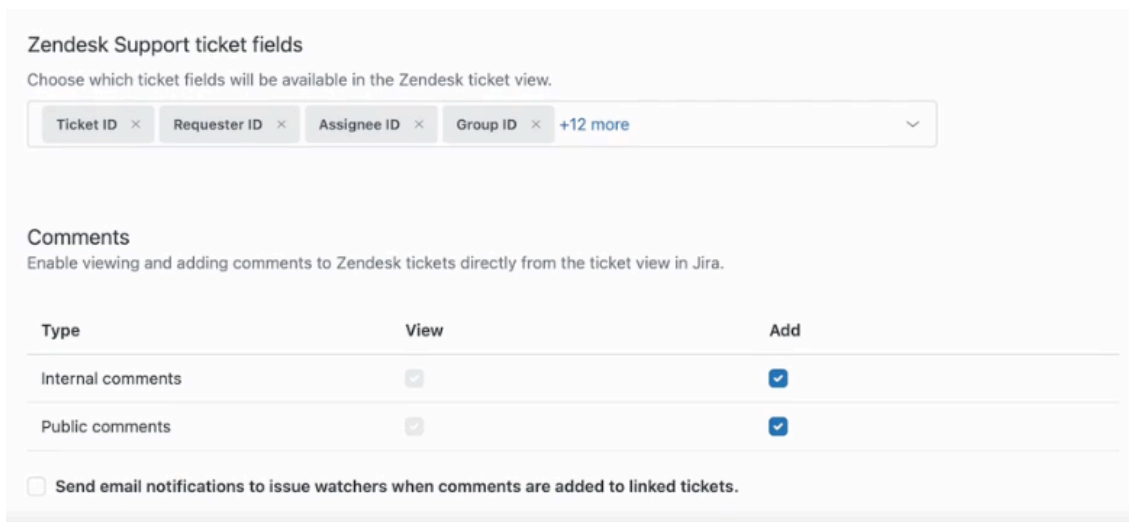 Zendesk Support ticket fields
Choose which ticket fields will be available in the Zendesk ticket view.
Ticket ID × Requester ID × Assignee ID × Group ID × +12 more
Comments
Enable viewing and adding comments to Zendesk tickets directly from the ticket view in Jira.
Type View Add
Internal comments
Public comments
Send email notifications to issue watchers when comments are added to linked tickets.